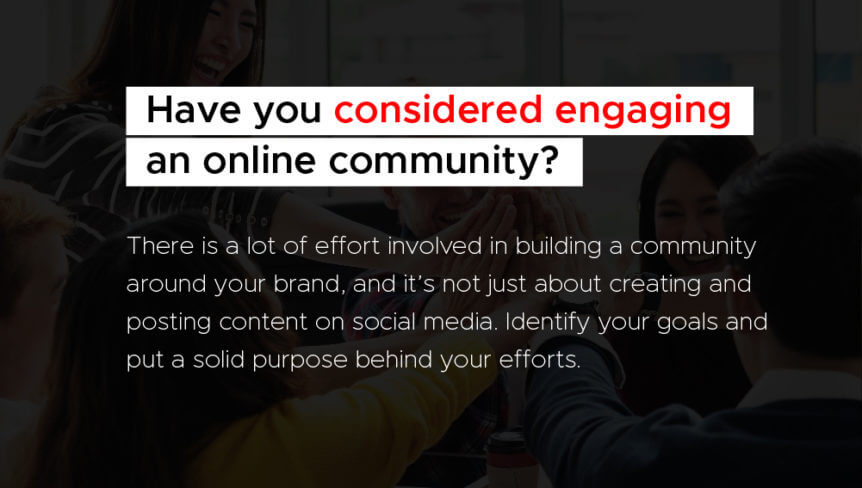 Have you considered engaging
an online community?
There is a lot of effort involved in building a community
around your brand, and it’s not just about creating and
posting content on social media. Identify your goals and
put a solid purpose behind your efforts.